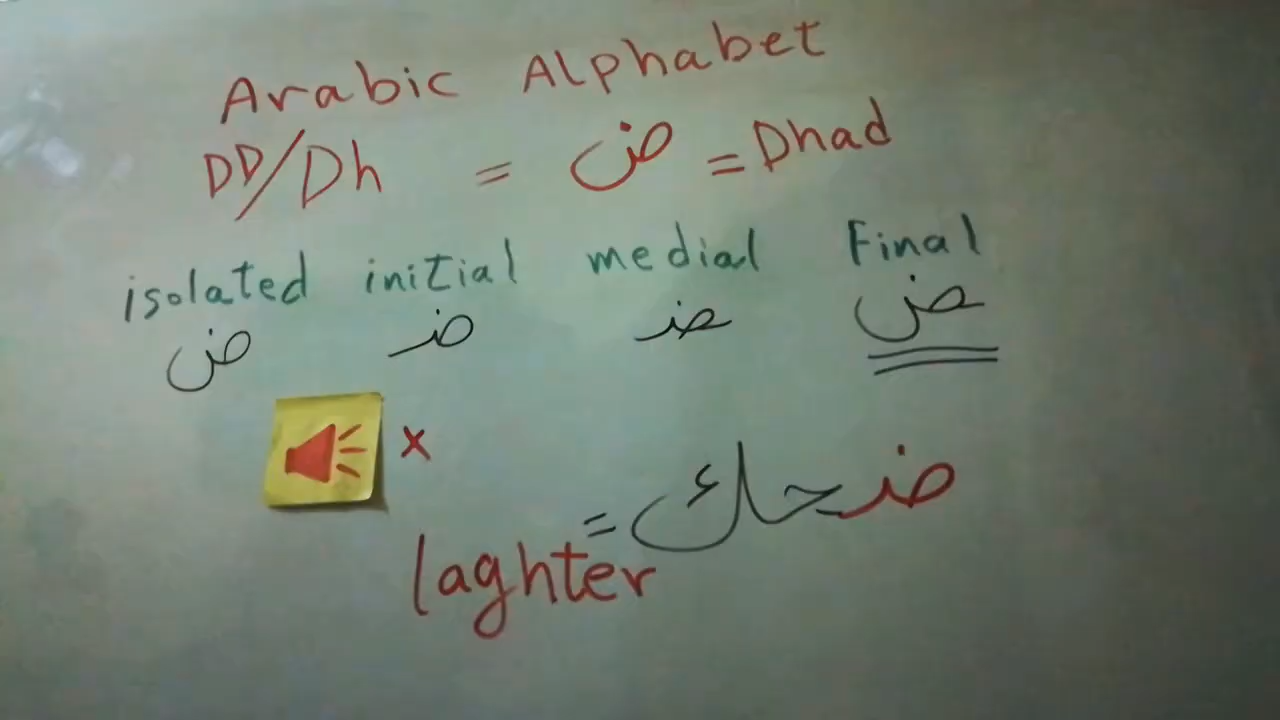 Arabic Alphabet
DD/Dh = ض = Dhad
isolated initial medial Final
ض ضـ ـضـ ـض
x
ضحك =
laghter